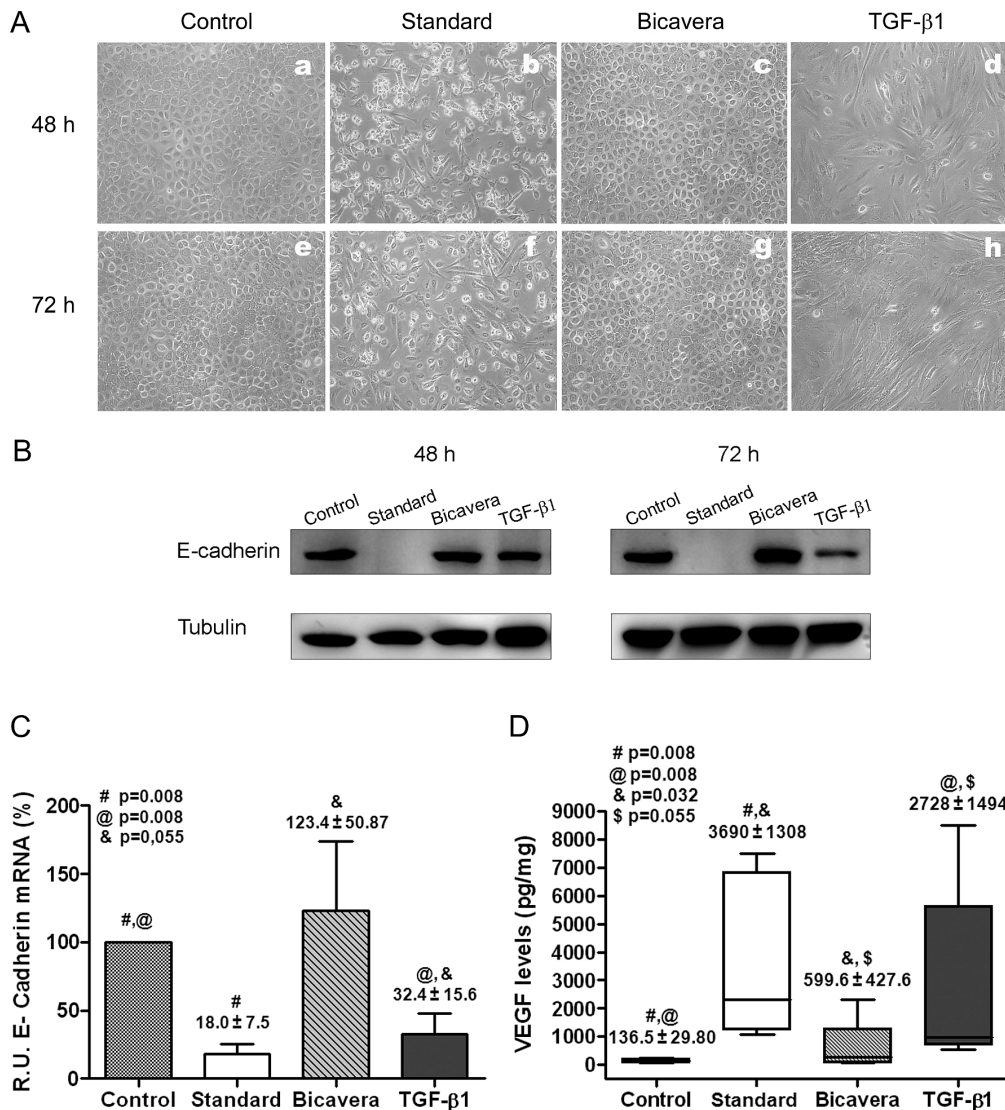 A
Control Standard Bicavera TGF-β1
48 h
a b c d
72 h
e f g h
B
48 h 72 h
Control Standard Bicavera TGF-β1 Control Standard Bicavera TGF-β1
E-cadherin
Tubulin
C
R.U. E- Cadherin mRNA (%)
# p=0.008
@ p=0.008
& p=0,055
200
150
100
50
0
#,@
#
18.0±7.5
&
123.4±50.87
@,&
32.4±15.6
Control Standard Bicavera TGF-β1
D
VEGF levels (pg/mg)
# p=0.008
@ p=0.008
& p=0.032
$ p=0.055
9000
8000
7000
6000
5000
4000
3000
2000
1000
0
#,@
136.5±29.80
#,&
3690±1308
&,$
599.6±427.6
@,$
2728±1494
Control Standard Bicavera TGF-β1